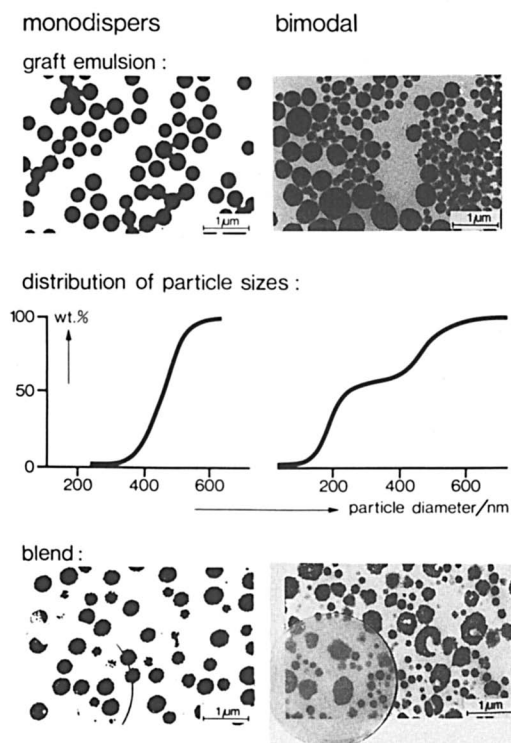 monodispers bimodal
graft emulsion :
1µm 1µm
distribution of particle sizes :
100 wt.%
50
0
200 400 600 200 400 600
particle diameter/nm
blend :
1µm 1µm